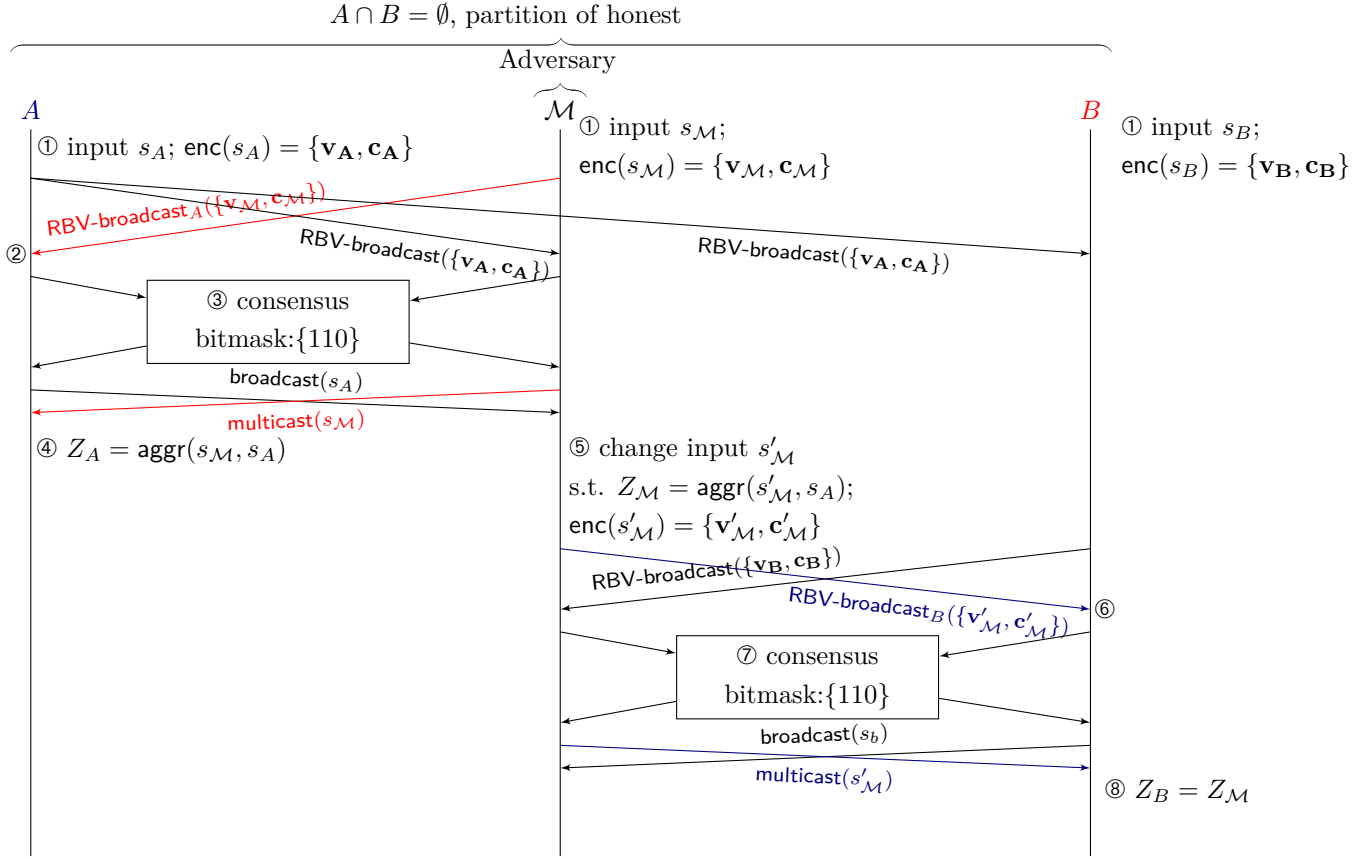 A ∩ B = ∅, partition of honest
Adversary
A
M
B
① input s_A; enc(s_A) = {v_A, c_A}
① input s_M;
enc(s_M) = {v_M, c_M}
① input s_B;
enc(s_B) = {v_B, c_B}
RBV-broadcast_A({v_M, c_M})
RBV-broadcast({v_A, c_A})
RBV-broadcast({v_A, c_A})
②
③ consensus
bitmask:{110}
broadcast(s_A)
multicast(s_M)
④ Z_A = aggr(s_M, s_A)
⑤ change input s'_M
s.t. Z_M = aggr(s'_M, s_A);
enc(s'_M) = {v'_M, c'_M}
RBV-broadcast({v_B, c_B})
RBV-broadcast_B({v'_M, c'_M})
⑥
⑦ consensus
bitmask:{110}
broadcast(s_b)
multicast(s'_M)
⑧ Z_B = Z_M